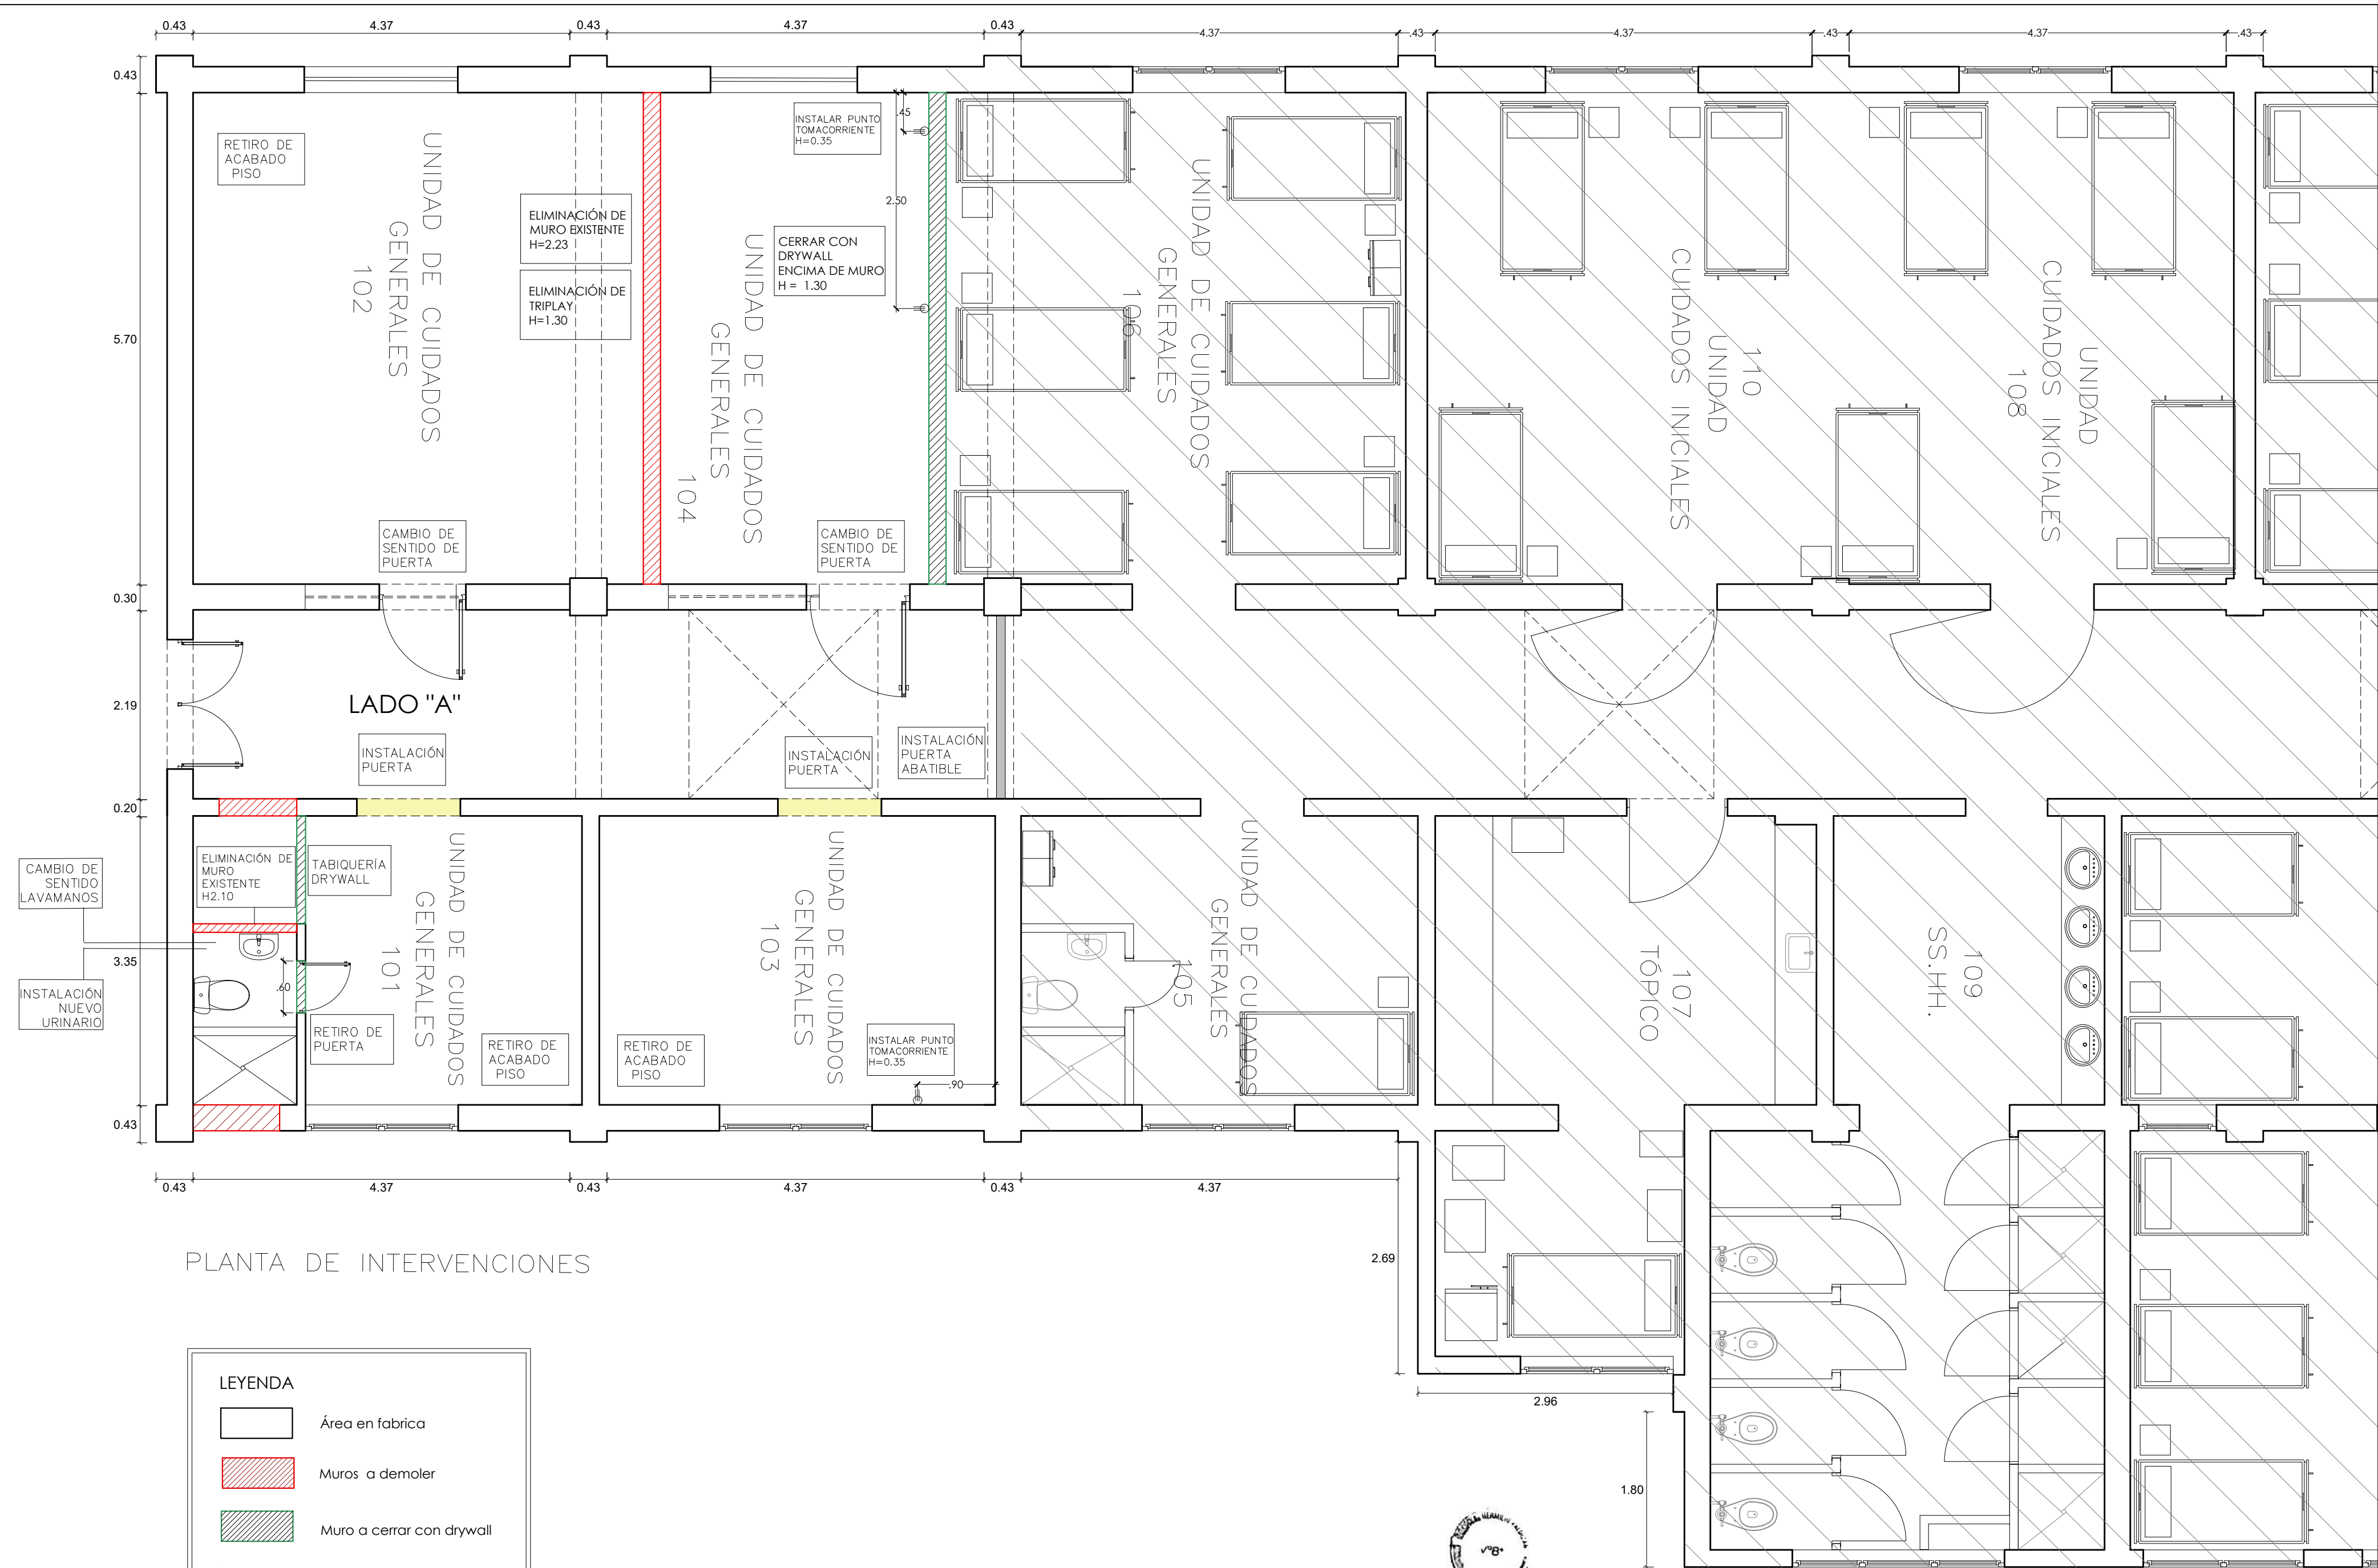 0.43
4.37
0.43
4.37
0.43
4.37
.43
4.37
.43
4.37
.43
0.43
5.70
0.30
2.19
0.20
3.35
0.43
RETIRO DE
ACABADO
PISO
UNIDAD DE CUIDADOS
GENERALES
102
ELIMINACIÓN DE
MURO EXISTENTE
H=2.23
ELIMINACIÓN DE
TRIPLAY
H=1.30
INSTALAR PUNTO
TOMACORRIENTE
H=0.35
.45
2.50
CERRAR CON
DRYWALL
ENCIMA DE MURO
H = 1.30
UNIDAD DE CUIDADOS
GENERALES
104
UNIDAD DE CUIDADOS
GENERALES
106
UNIDAD
CUIDADOS INICIALES
110
UNIDAD
CUIDADOS INICIALES
108
CAMBIO DE
SENTIDO DE
PUERTA
CAMBIO DE
SENTIDO DE
PUERTA
LADO "A"
INSTALACIÓN
PUERTA
INSTALACIÓN
PUERTA
INSTALACIÓN
PUERTA
ABATIBLE
CAMBIO DE
SENTIDO
LAVAMANOS
INSTALACIÓN
NUEVO
URINARIO
ELIMINACIÓN DE
MURO
EXISTENTE
H2.10
TABIQUERÍA
DRYWALL
.60
RETIRO DE
PUERTA
UNIDAD DE CUIDADOS
GENERALES
101
RETIRO DE
ACABADO
PISO
RETIRO DE
ACABADO
PISO
UNIDAD DE CUIDADOS
GENERALES
103
INSTALAR PUNTO
TOMACORRIENTE
H=0.35
.90
UNIDAD DE CUIDADOS
GENERALES
105
107
TÓPICO
109
SS.HH.
0.43
4.37
0.43
4.37
0.43
4.37
2.69
2.96
1.80
PLANTA DE INTERVENCIONES
LEYENDA
Área en fabrica
Muros a demoler
Muro a cerrar con drywall